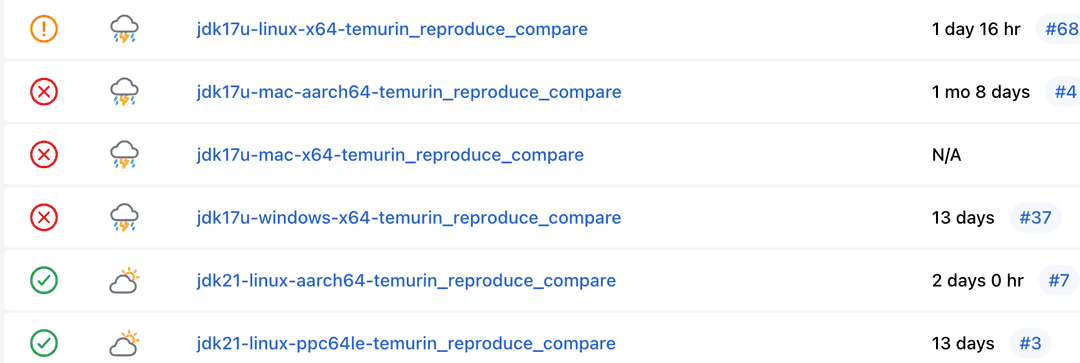 jdk17u-linux-x64-temurin_reproduce_compare 1 day 16 hr #68
jdk17u-mac-aarch64-temurin_reproduce_compare 1 mo 8 days #4
jdk17u-mac-x64-temurin_reproduce_compare N/A
jdk17u-windows-x64-temurin_reproduce_compare 13 days #37
jdk21-linux-aarch64-temurin_reproduce_compare 2 days 0 hr #7
jdk21-linux-ppc64le-temurin_reproduce_compare 13 days #3